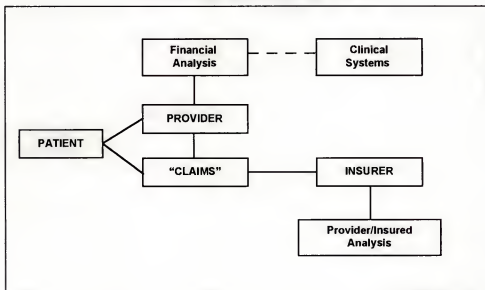 Financial
Analysis
Clinical
Systems
PROVIDER
PATIENT
"CLAIMS"
INSURER
Provider/Insured
Analysis